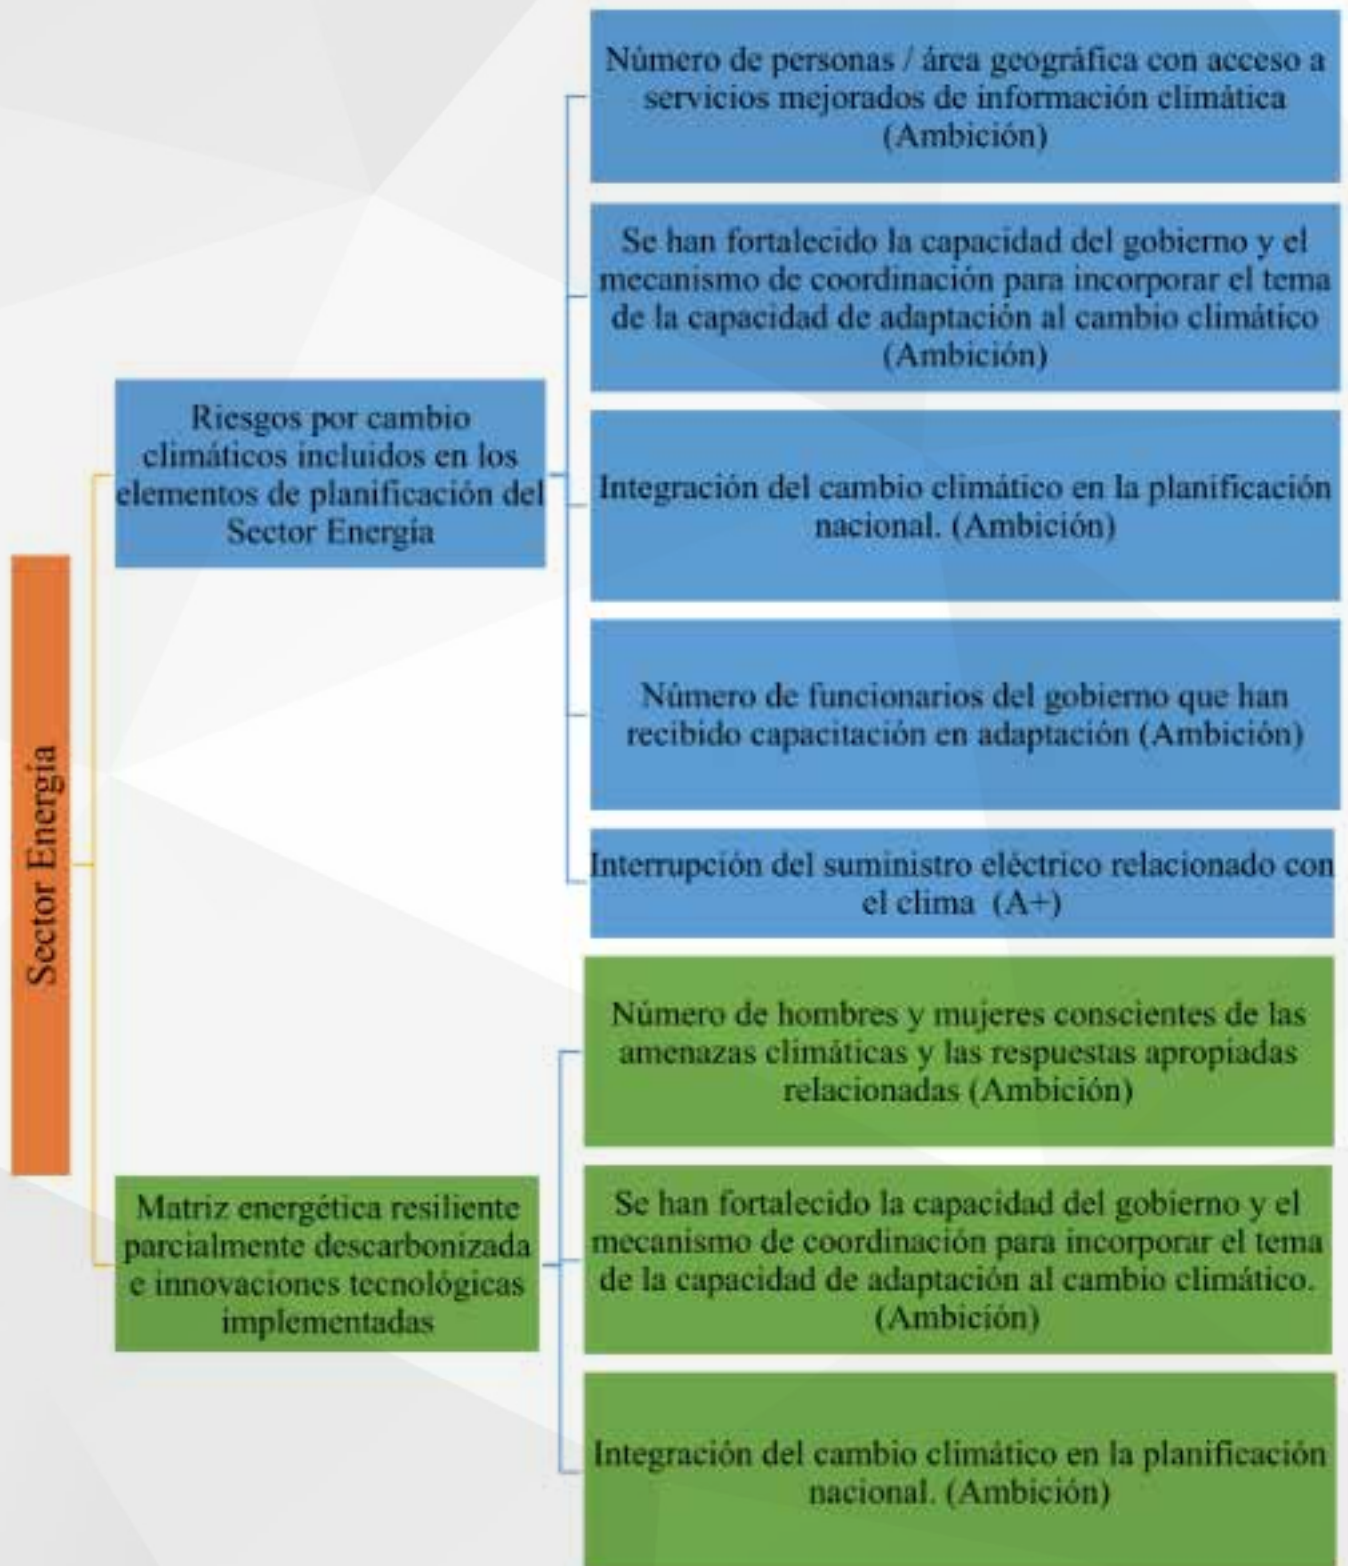 Sector Energía
Riesgos por cambio
climáticos incluidos en los
elementos de planificación del
Sector Energía
Número de personas / área geográfica con acceso a
servicios mejorados de información climática
(Ambición)
Se han fortalecido la capacidad del gobierno y el
mecanismo de coordinación para incorporar el tema
de la capacidad de adaptación al cambio climático
(Ambición)
Integración del cambio climático en la planificación
nacional. (Ambición)
Número de funcionarios del gobierno que han
recibido capacitación en adaptación (Ambición)
Interrupción del suministro eléctrico relacionado con
el clima (A+)
Matriz energética resiliente
parcialmente descarbonizada
e innovaciones tecnológicas
implementadas
Número de hombres y mujeres conscientes de las
amenazas climáticas y las respuestas apropiadas
relacionadas (Ambición)
Se han fortalecido la capacidad del gobierno y el
mecanismo de coordinación para incorporar el tema
de la capacidad de adaptación al cambio climático.
(Ambición)
Integración del cambio climático en la planificación
nacional. (Ambición)